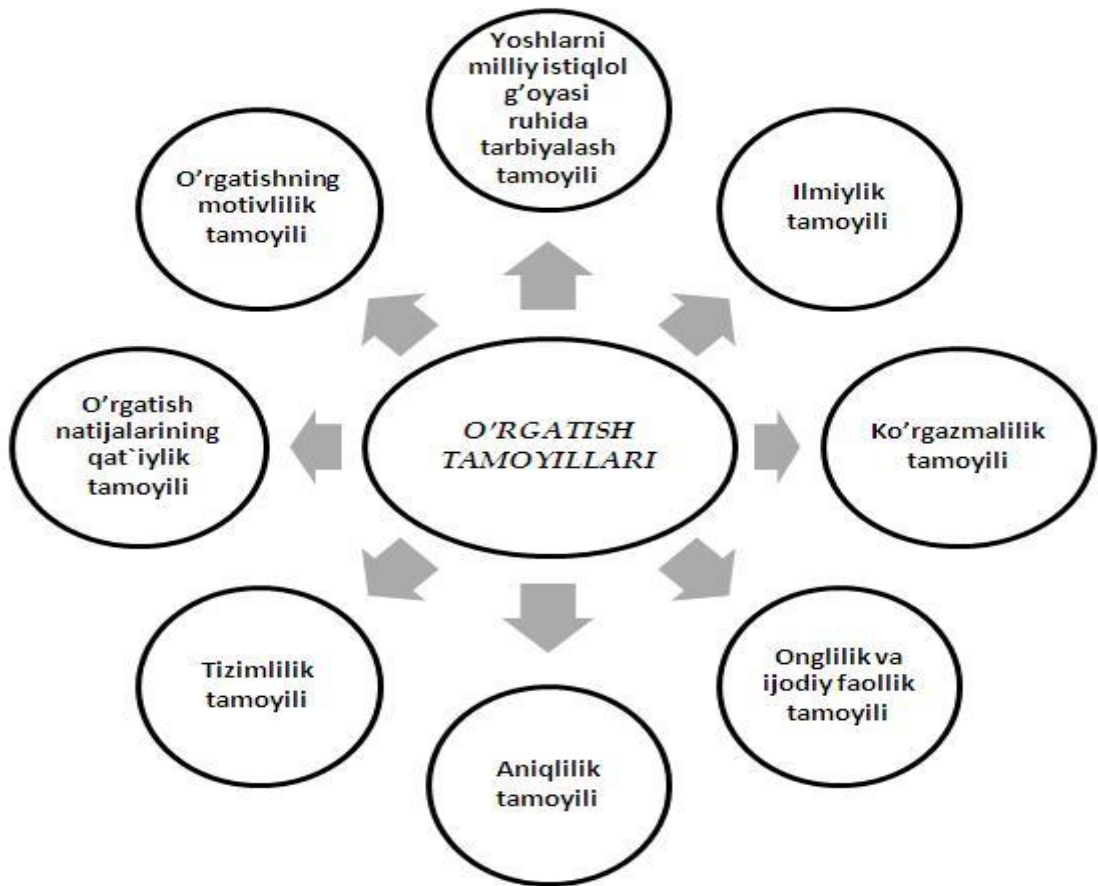 Yoshlarni
milliy istiqlol
g’oyasi
ruhida
tarbiyalash
tamoyili
O’rgatishning
motivlilik
tamoyili
Ilmiylik
tamoyili
O’rgatish
natijalarining
qat`iylik
tamoyili
O’RGATISH
TAMOYILLARI
Ko’rgazmalilik
tamoyili
Tizimlilik
tamoyili
Onglilik va
ijodiy faollik
tamoyili
Aniqlilik
tamoyili